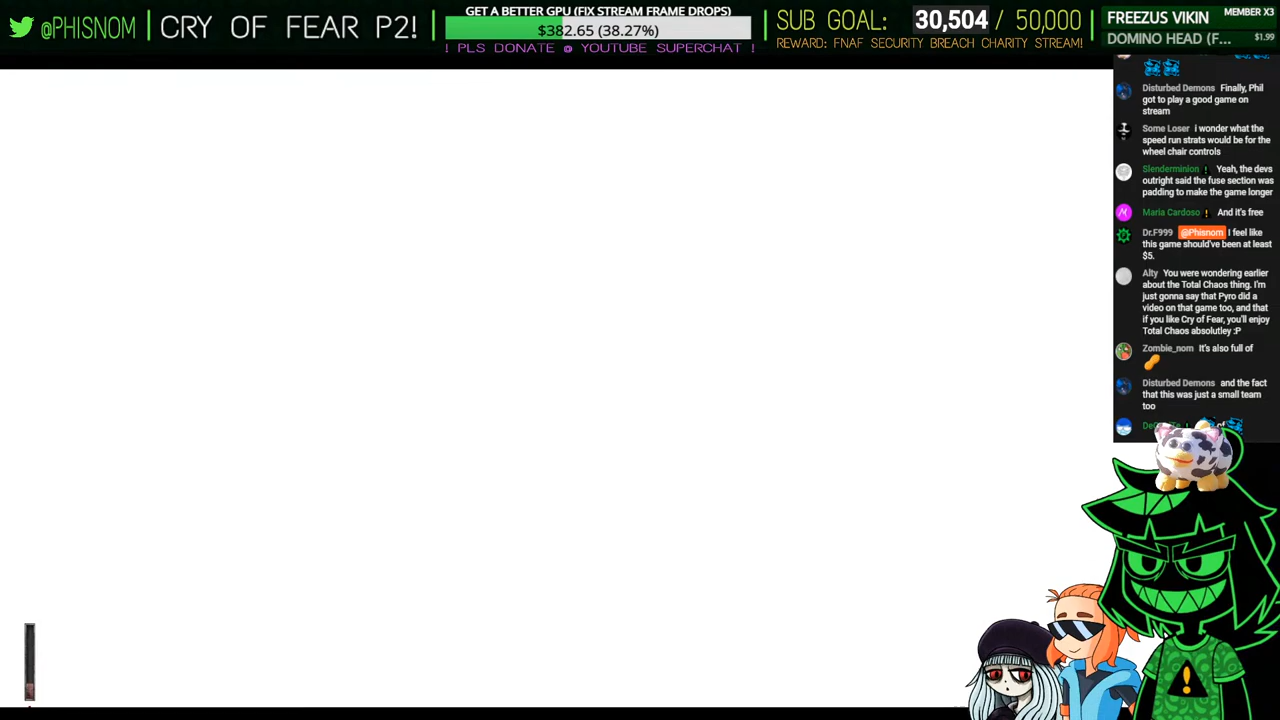 @PHISNOM
CRY OF FEAR P2!
GET A BETTER GPU (FIX STREAM FRAME DROPS)
$382.65 (38.27%)
! PLS DONATE @ YOUTUBE SUPERCHAT !
SUB GOAL: 30,504 / 50,000
REWARD: FNAF SECURITY BREACH CHARITY STREAM!
FREEZUS VIKIN MEMBER X3
DOMINO HEAD (F... $1.99
Disturbed Demons Finally, Phil
got to play a good game on
stream
Some Loser i wonder what the
speed run strats would be for the
wheel chair controls
Slenderminion Yeah, the devs
outright said the fuse section was
padding to make the game longer
Maria Cardoso And it's free
Dr.F999 @Phisnom I feel like
this game should've been at least
$5.
Alty You were wondering earlier
about the Total Chaos thing. I'm
just gonna say that Pyro did a
video on that game too, and that
if you like Cry of Fear, you'll enjoy
Total Chaos absolutley :P
Zombie_nom It's also full of
Disturbed Demons and the fact
that this was just a small team
too